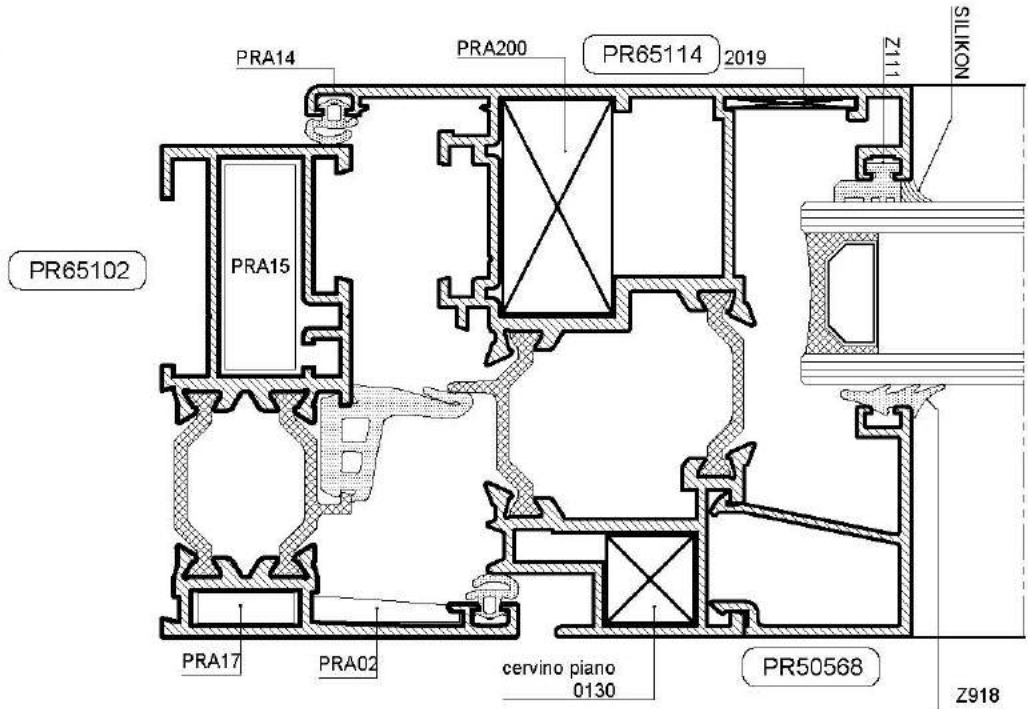 SILIKON
Z111
PRA14
PRA200
PR65114
2019
PR65102
PRA15
PRA17
PRA02
cervino piano
0130
PR50568
Z918